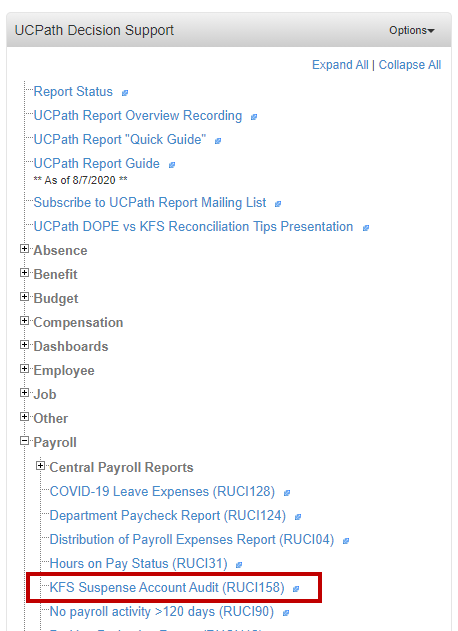 UCPath Decision Support Options
Expand All | Collapse All
Report Status
UCPath Report Overview Recording
UCPath Report "Quick Guide"
UCPath Report Guide
** As of 8/7/2020 **
Subscribe to UCPath Report Mailing List
UCPath DOPE vs KFS Reconciliation Tips Presentation
Absence
Benefit
Budget
Compensation
Dashboards
Employee
Job
Other
Payroll
Central Payroll Reports
COVID-19 Leave Expenses (RUCI128)
Department Paycheck Report (RUCI124)
Distribution of Payroll Expenses Report (RUCI04)
Hours on Pay Status (RUCI31)
KFS Suspense Account Audit (RUCI158)
No payroll activity >120 days (RUCI90)